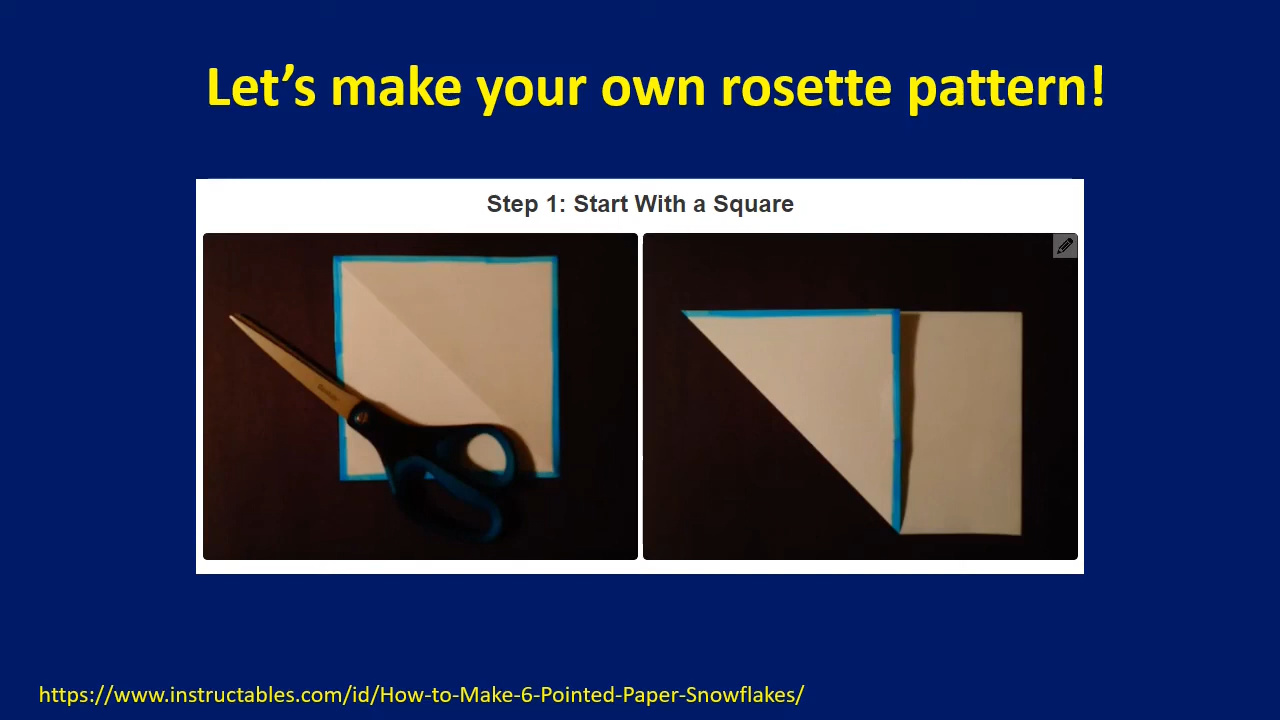 Let’s make your own rosette pattern!
Step 1: Start With a Square
https://www.instructables.com/id/How-to-Make-6-Pointed-Paper-Snowflakes/